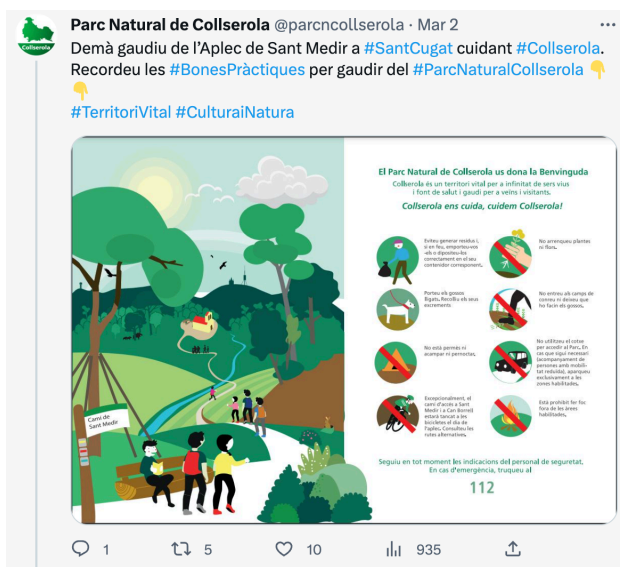 Parc Natural de Collserola @parcncollserola · Mar 2
Demà gaudiu de l'Aplec de Sant Medir a #SantCugat cuidant #Collserola.
Recordeu les #BonesPràctiques per gaudir del #ParcNaturalCollserola 👇
👇
#TerritoriVital #CulturaiNatura
Collserola
El Parc Natural de Collserola us dona la Benvinguda
Collserola és un territori vital per a infinitat de sers vius
i font de salut i gaudi per a veïns i visitants.
Collserola ens cuida, cuidem Collserola!
Eviteu generar residus i,
si en feu, emporteu-vos
-els o dipositeu-los
correctament en el seu
contenidor corresponent.
No arrenqueu plantes
ni flors.
Porteu els gossos
lligats. Recolliu els seus
excrements
No entreu als camps de
conreu ni deixeu que
ho facin els gossos.
No està permès ni
acampar ni pernoctar.
No utilitzeu el cotxe
per accedir al Parc. En
cas que sigui necesari
(acompanyament de
persones amb mobili-
tat reduïda), aparqueu
exclusivament a les
zones habilitades.
Excepcionalment, el
camí d'accés a Sant
Medir i a Can Borrell
estarà tancat a les
bicicletes el dia de
l'aplec. Consulteu les
rutes alternatives.
Està prohibit fer foc
fora de les àrees
habilitades.
Camí de
Sant Medir
Seguiu en tot moment les indicacions del personal de seguretat.
En cas d'emergència, truqueu al
112
1 5 10 935